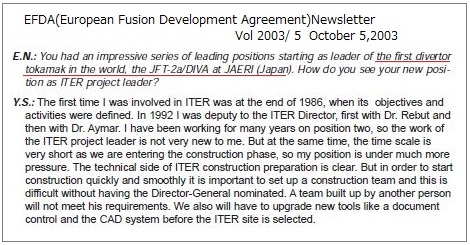 EFDA(European Fusion Development Agreement)Newsletter
Vol 2003/ 5 October 5,2003
E.N.: You had an impressive series of leading positions starting as leader of the first divertor
tokamak in the world, the JFT-2a/DIVA at JAERI (Japan). How do you see your new posi-
tion as ITER project leader?
Y.S.: The first time I was involved in ITER was at the end of 1986, when its objectives and
activities were defined. In 1992 I was deputy to the ITER Director, first with Dr. Rebut and
then with Dr. Aymar. I have been working for many years on position two, so the work of
the ITER project leader is not very new to me. But at the same time, the time scale is
very short as we are entering the construction phase, so my position is under much more
pressure. The technical side of ITER construction preparation is clear. But in order to start
construction quickly and smoothly it is important to set up a construction team and this is
difficult without having the Director-General nominated. A team built up by another person
will not meet his requirements. We also will have to upgrade new tools like a document
control and the CAD system before the ITER site is selected.